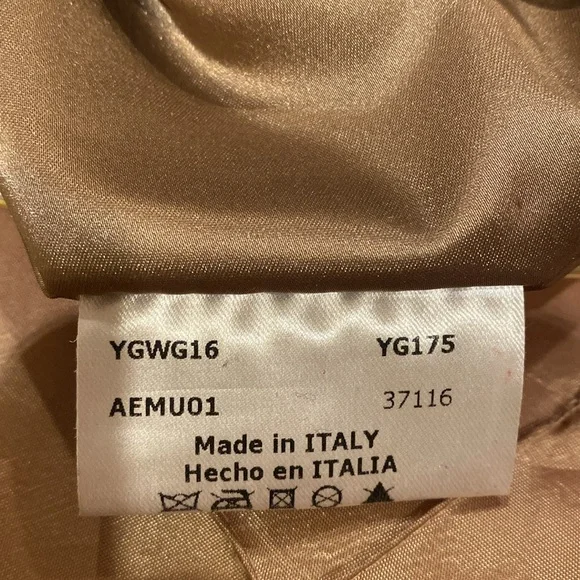 YGWG16 YG175
AEMU01 37116
Made in ITALY
Hecho en ITALIA